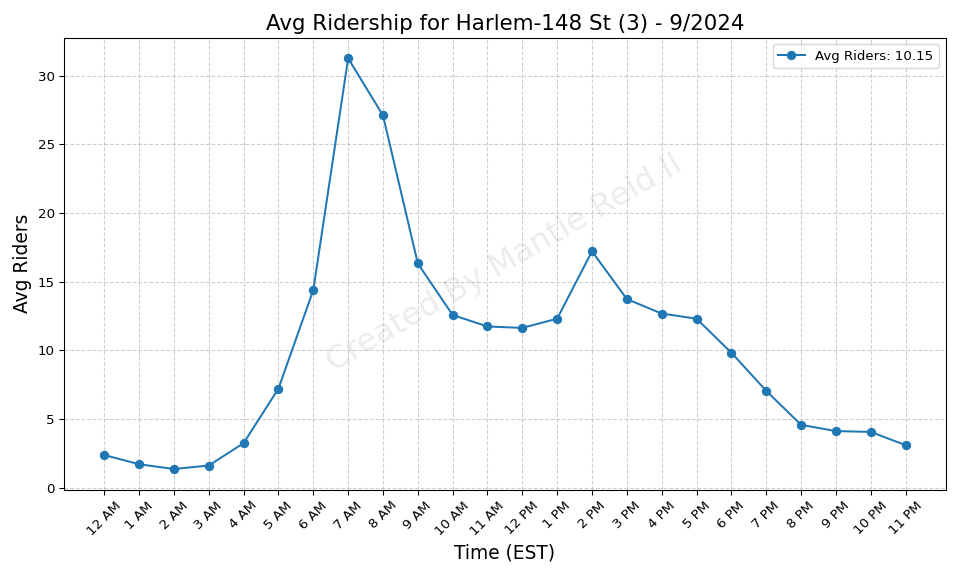 Avg Ridership for Harlem-148 St (3) - 9/2024
Avg Riders: 10.15
Avg Riders
30
25
20
15
10
5
0
Created By Mantie Reid II
12 AM
1 AM
2 AM
3 AM
4 AM
5 AM
6 AM
7 AM
8 AM
9 AM
10 AM
11 AM
12 PM
1 PM
2 PM
3 PM
4 PM
5 PM
6 PM
7 PM
8 PM
9 PM
10 PM
11 PM
Time (EST)